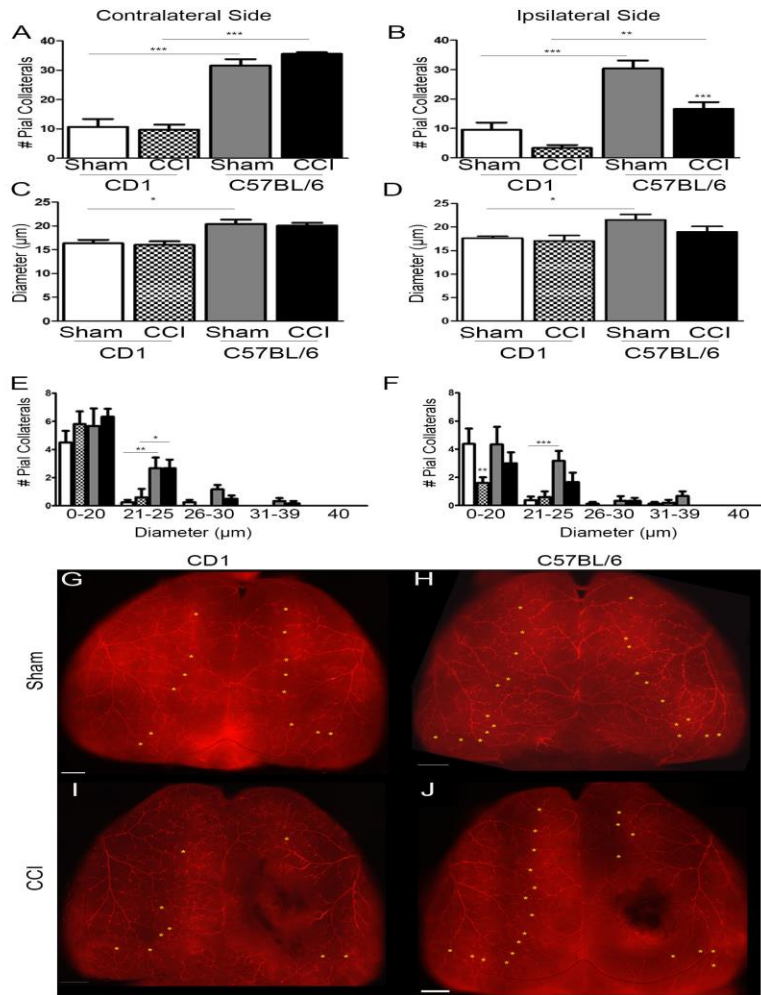 Contralateral Side
Ipsilateral Side
A
# Pial Collaterals
40
30
20
10
0
***
***
Sham CCI Sham CCI
CD1 C57BL/6
B
# Pial Collaterals
40
30
20
10
0
***
**
***
Sham CCI Sham CCI
CD1 C57BL/6
C
Diameter (µm)
25
20
15
10
5
0
*
Sham CCI Sham CCI
CD1 C57BL/6
D
Diameter (µm)
25
20
15
10
5
0
*
Sham CCI Sham CCI
CD1 C57BL/6
E
# Pial Collaterals
8
6
4
2
0
**
*
0-20 21-25 26-30 31-39 40
Diameter (µm)
F
# Pial Collaterals
8
6
4
2
0
**
***
0-20 21-25 26-30 31-39 40
Diameter (µm)
CD1 C57BL/6
Sham
G H
CCI
I J